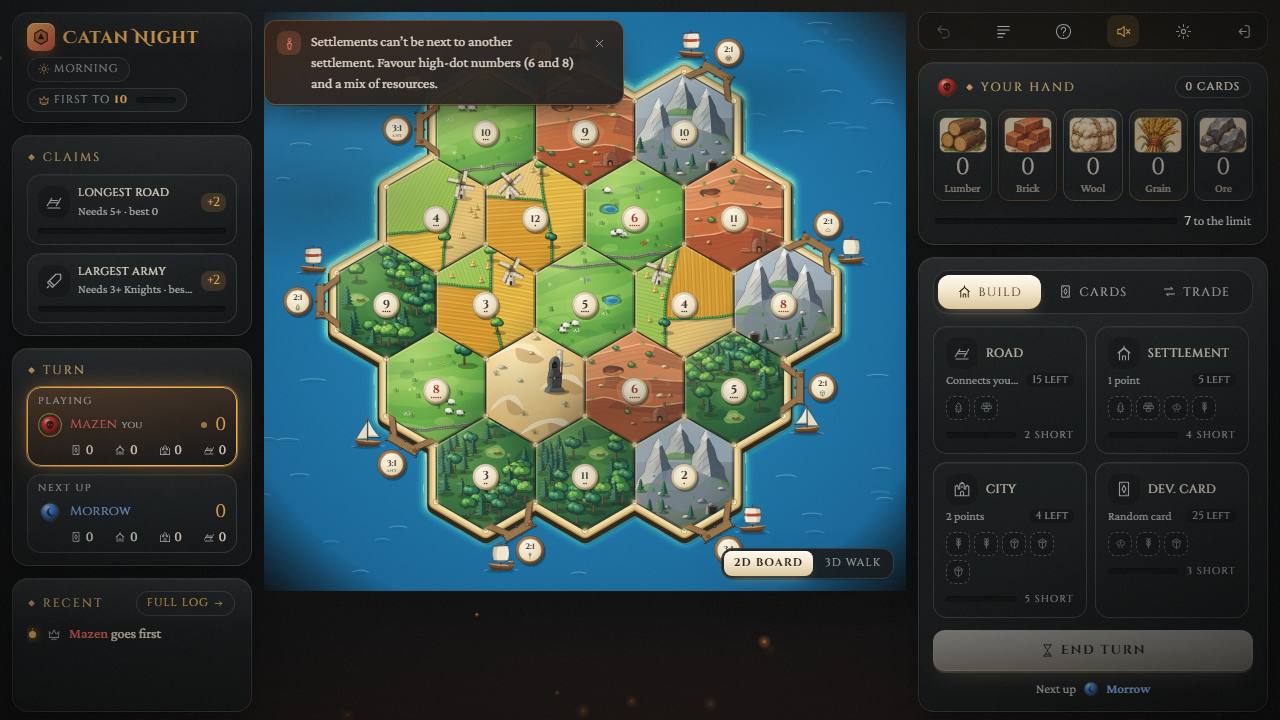 CATAN NIGHT
MORNING
FIRST TO 10
CLAIMS
LONGEST ROAD
Needs 5+ · best 0
+2
LARGEST ARMY
Needs 3+ Knights · bes...
+2
TURN
PLAYING
MAZEN YOU
0
0 0 0 0
NEXT UP
MORROW
0
0 0 0 0
RECENT
FULL LOG →
Mazen goes first
Settlements can't be next to another
settlement. Favour high-dot numbers (6 and 8)
and a mix of resources.
2:1
3:1
10
9
10
4
12
6
11
2:1
2:1
9
3
5
4
8
8
6
5
2:1
3:1
3
11
2
2:1
2D BOARD
3D WALK
YOUR HAND
0 CARDS
0 0 0 0 0
Lumber Brick Wool Grain Ore
7 to the limit
BUILD
CARDS
TRADE
ROAD
Connects you... 15 LEFT
2 SHORT
SETTLEMENT
1 point 5 LEFT
4 SHORT
CITY
2 points 4 LEFT
5 SHORT
DEV. CARD
Random card 25 LEFT
3 SHORT
END TURN
Next up Morrow